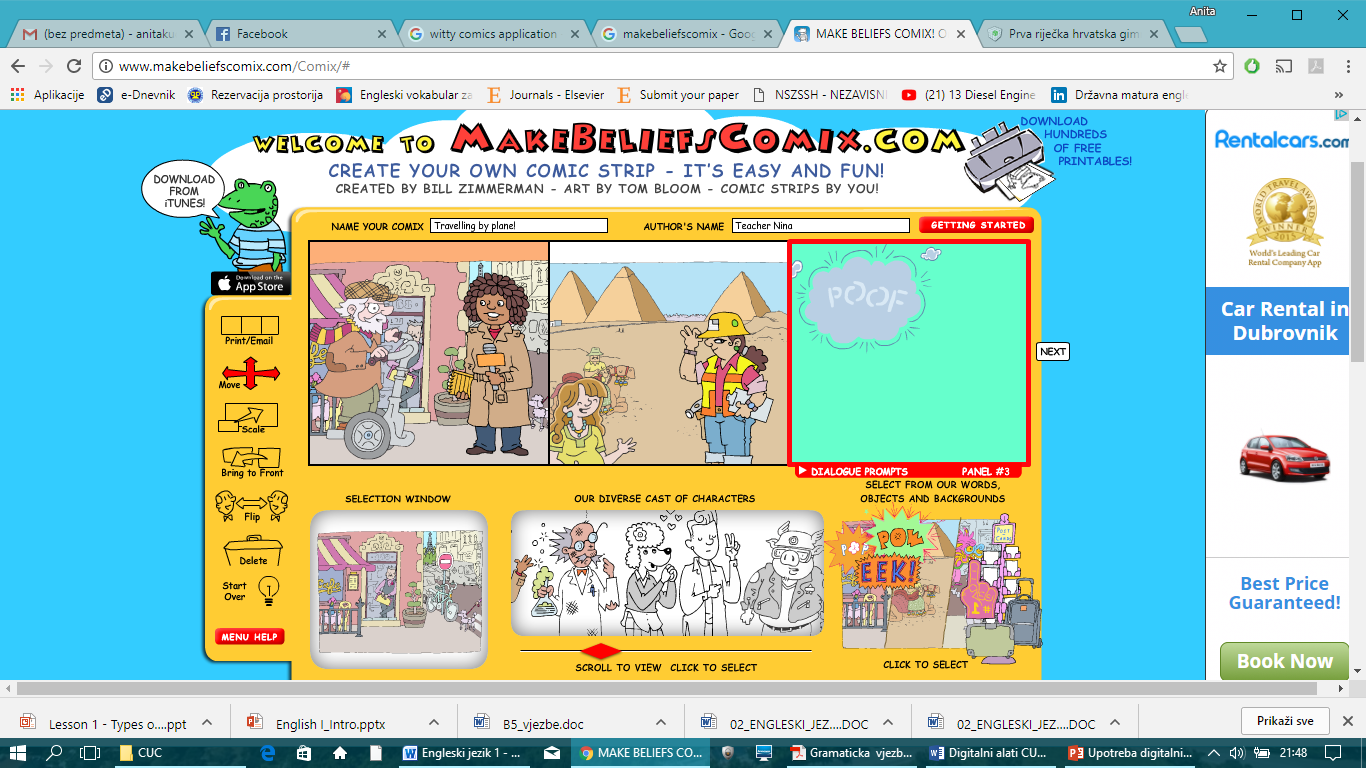 Anita
(bez predmeta) - anitaku
Facebook
witty comics application
makebeliefscomix - Goo
MAKE BELIEFS COMIX! O
Prva riječka hrvatska gim
www.makebeliefscomix.com/Comix/#
Aplikacije
e-Dnevnik
Rezervacija prostorija
Engleski vokabular za
Journals - Elsevier
Submit your paper
NSZSSH - NEZAVISNI
(21) 13 Diesel Engine
Državna matura engle
»
WELCOME TO MAKEBELIEFSCOMIX.COM
CREATE YOUR OWN COMIC STRIP - IT'S EASY AND FUN!
CREATED BY BILL ZIMMERMAN - ART BY TOM BLOOM - COMIC STRIPS BY YOU!
DOWNLOAD
HUNDREDS
OF FREE
PRINTABLES!
DOWNLOAD
FROM
iTUNES!
Download on the
App Store
NAME YOUR COMIX
Travelling by plane!
AUTHOR'S NAME
Teacher Nina
GETTING STARTED
POOF
NEXT
DIALOGUE PROMPTS
PANEL #3
Print/Email
Move
Scale
Bring to Front
Flip
Delete
Start
Over
MENU HELP
SELECTION WINDOW
OUR DIVERSE CAST OF CHARACTERS
SELECT FROM OUR WORDS,
OBJECTS AND BACKGROUNDS
POW
EEK!
SCROLL TO VIEW CLICK TO SELECT
CLICK TO SELECT
Rentalcars.com
WORLD TRAVEL AWARDS
WINNER
2015
World's Leading Car
Rental Company App
Car Rental in
Dubrovnik
Best Price
Guaranteed!
Book Now
Lesson 1 - Types o....ppt
English I_Intro.pptx
B5_vjezbe.doc
02_ENGLESKI_JEZ....DOC
02_ENGLESKI_JEZ....DOC
Prikaži sve
CUC
Engleski jezik 1 - ...
MAKE BELIEFS CO...
Gramaticka vjezb...
Digitalni alati CU...
Upotreba digitalni...
21:48